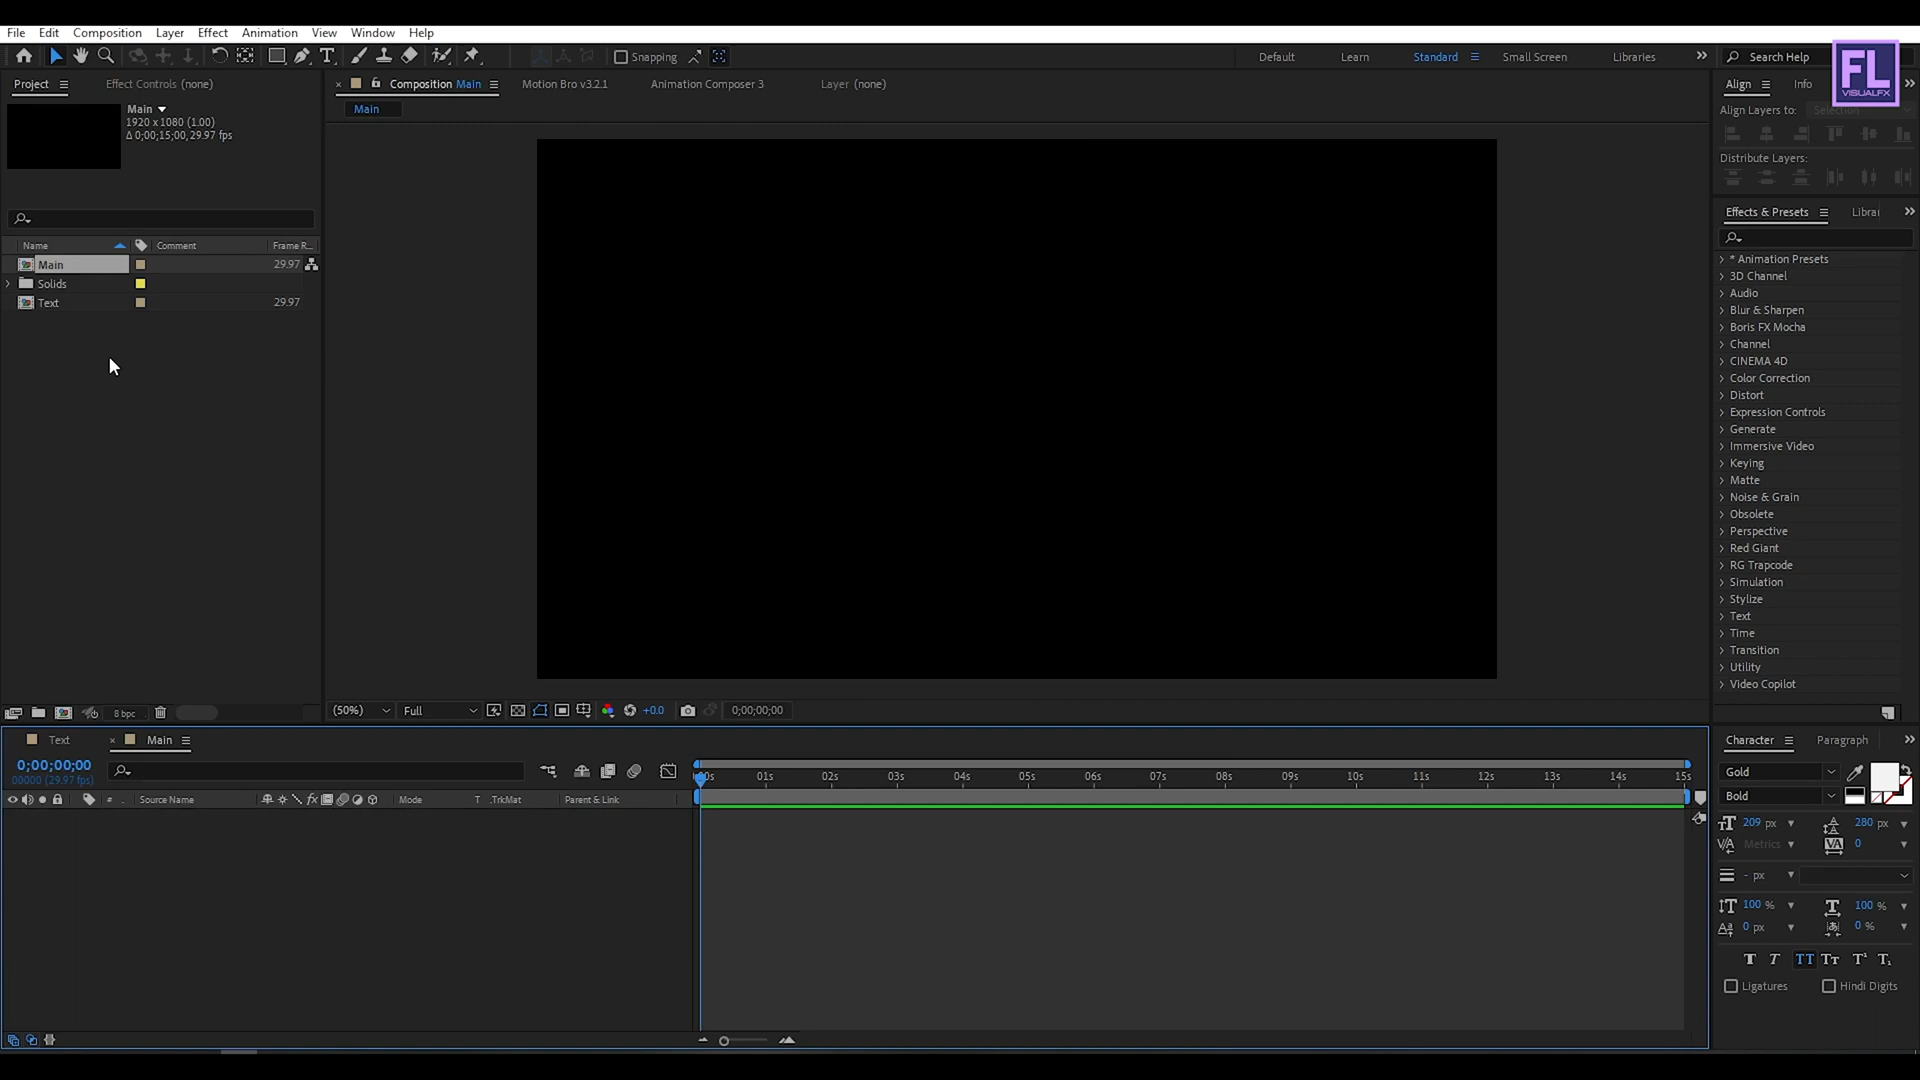 File Edit Composition Layer Effect Animation View Window Help
Snapping Default Learn Standard Small Screen Libraries Search Help
FL
VISUALFX
Project Effect Controls (none) Composition Main Motion Bro v3.2.1 Animation Composer 3 Layer (none) Align Info
Main
1920 x 1080 (1.00)
Δ 0;00;15;00, 29.97 fps
Main
Align Layers to: Selection
Distribute Layers:
Effects & Presets Librai
Name Comment Frame R...
Main 29.97
Solids
Text 29.97
* Animation Presets
3D Channel
Audio
Blur & Sharpen
Boris FX Mocha
Channel
CINEMA 4D
Color Correction
Distort
Expression Controls
Generate
Immersive Video
Keying
Matte
Noise & Grain
Obsolete
Perspective
Red Giant
RG Trapcode
Simulation
Stylize
Text
Time
Transition
Utility
Video Copilot
8 bpc (50%) Full +0.0 0;00;00;00
Text Main
0;00;00;00
00000 (29.97 fps)
00s 01s 02s 03s 04s 05s 06s 07s 08s 09s 10s 11s 12s 13s 14s 15s
# Source Name fx Mode T .TrkMat Parent & Link
Character Paragraph
Gold
Bold
209 px 280 px
Metrics 0
- px
100 % 100 %
0 px 0 %
T T TT Tt T¹ T₁
Ligatures Hindi Digits